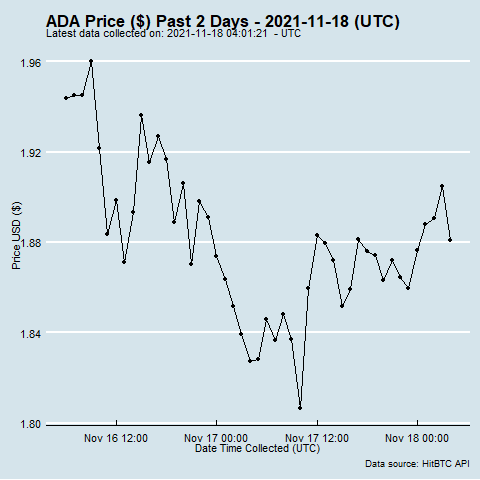 ADA Price ($) Past 2 Days - 2021-11-18 (UTC)
Latest data collected on: 2021-11-18 04:01:21 - UTC
1.96
1.92
1.88
1.84
1.80
Price USD ($)
Nov 16 12:00
Nov 17 00:00
Nov 17 12:00
Nov 18 00:00
Date Time Collected (UTC)
Data source: HitBTC API